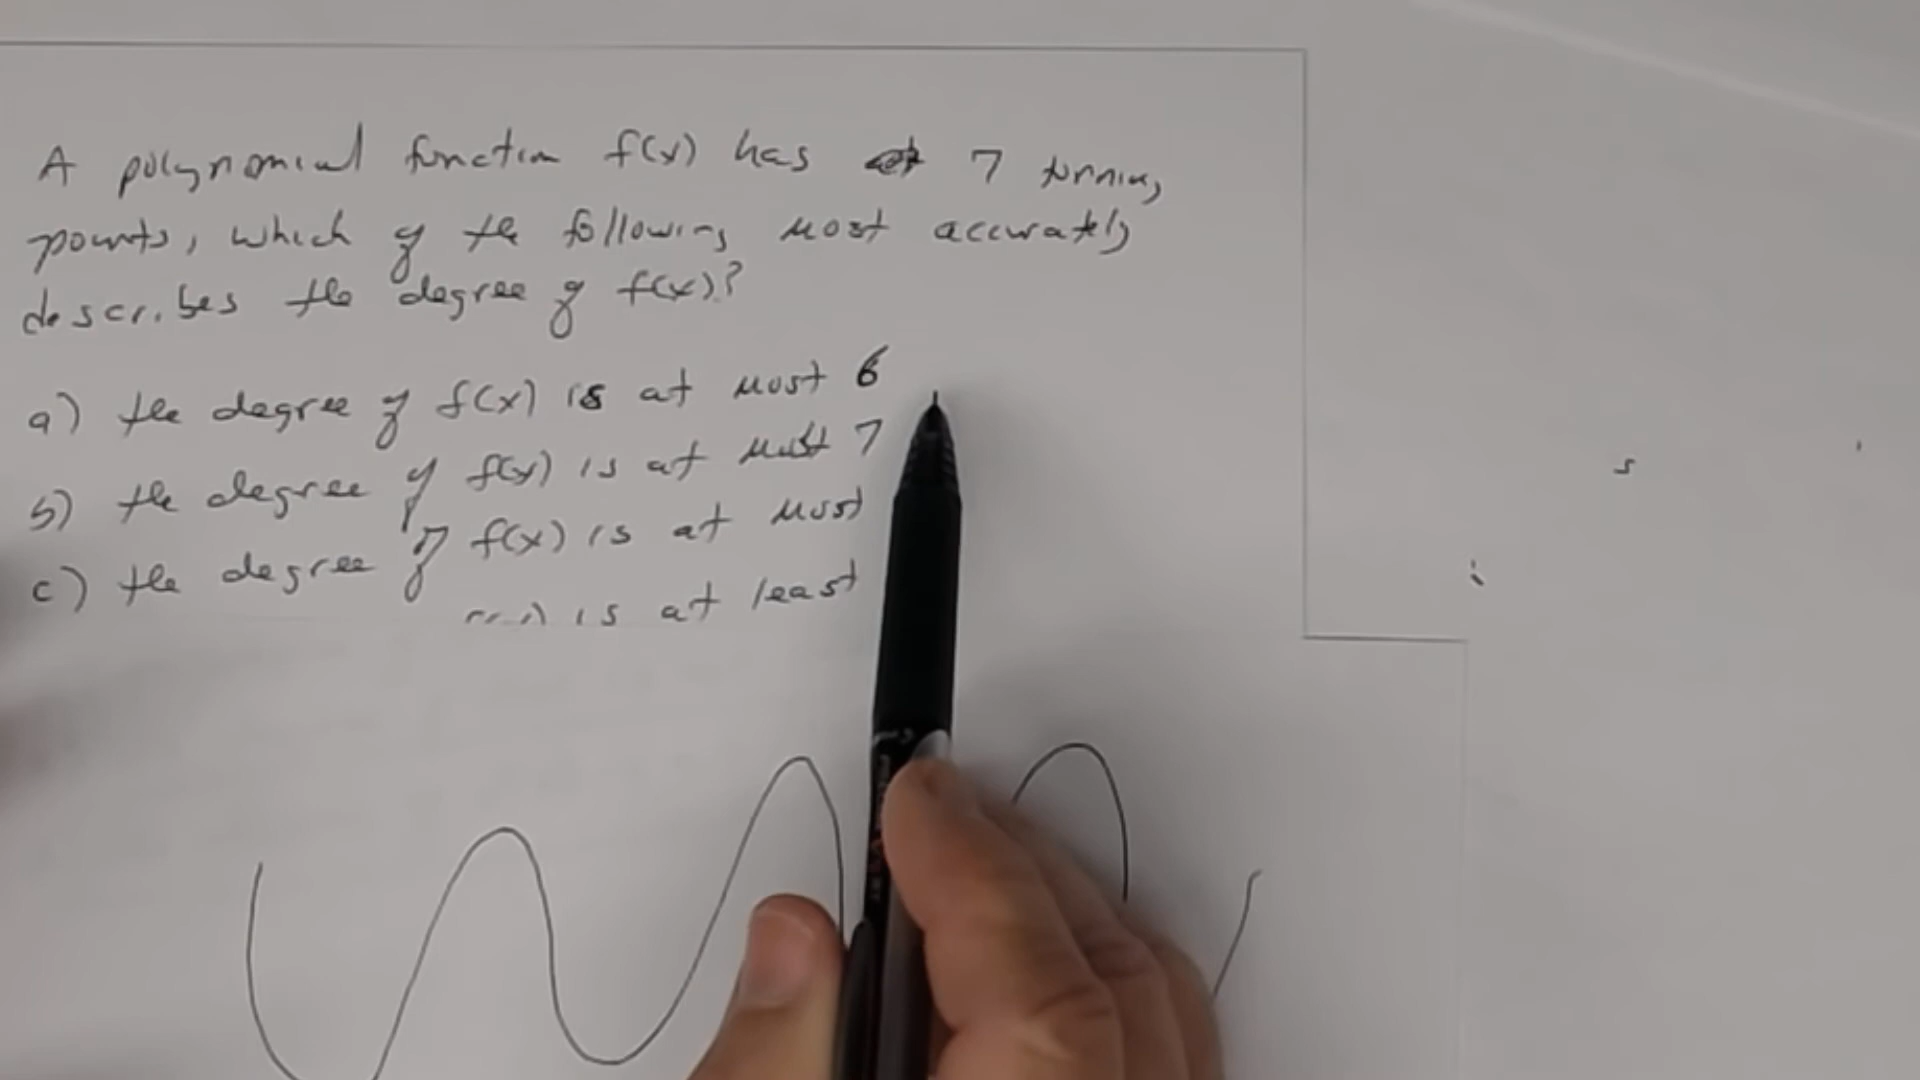 A polynomial function f(x) has 7 turning
points, which of the following most accurately
describes the degree of f(x)?
a) the degree of f(x) is at most 6
b) the degree of f(x) is at most 7
c) the degree of f(x) is at most
is at least